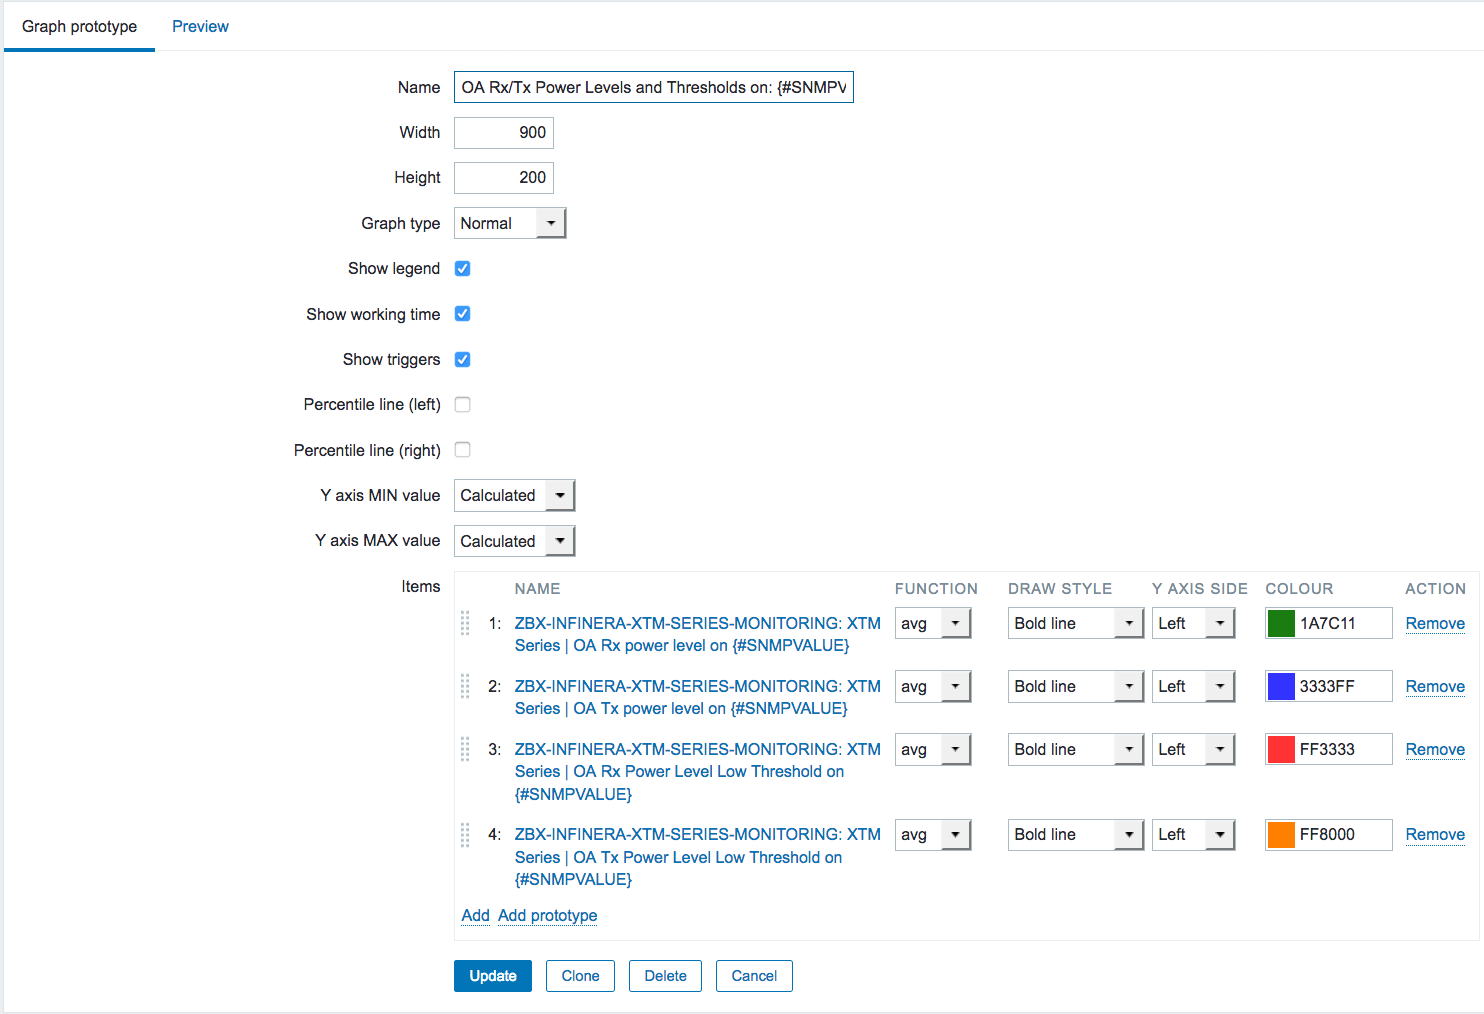 Graph prototype Preview
Name OA Rx/Tx Power Levels and Thresholds on: {#SNMPV
Width 900
Height 200
Graph type Normal
Show legend
Show working time
Show triggers
Percentile line (left)
Percentile line (right)
Y axis MIN value Calculated
Y axis MAX value Calculated
Items NAME FUNCTION DRAW STYLE Y AXIS SIDE COLOUR ACTION
1: ZBX-INFINERA-XTM-SERIES-MONITORING: XTM avg Bold line Left 1A7C11 Remove
Series | OA Rx power level on {#SNMPVALUE}
2: ZBX-INFINERA-XTM-SERIES-MONITORING: XTM avg Bold line Left 3333FF Remove
Series | OA Tx power level on {#SNMPVALUE}
3: ZBX-INFINERA-XTM-SERIES-MONITORING: XTM avg Bold line Left FF3333 Remove
Series | OA Rx Power Level Low Threshold on
{#SNMPVALUE}
4: ZBX-INFINERA-XTM-SERIES-MONITORING: XTM avg Bold line Left FF8000 Remove
Series | OA Tx Power Level Low Threshold on
{#SNMPVALUE}
Add Add prototype
Update Clone Delete Cancel